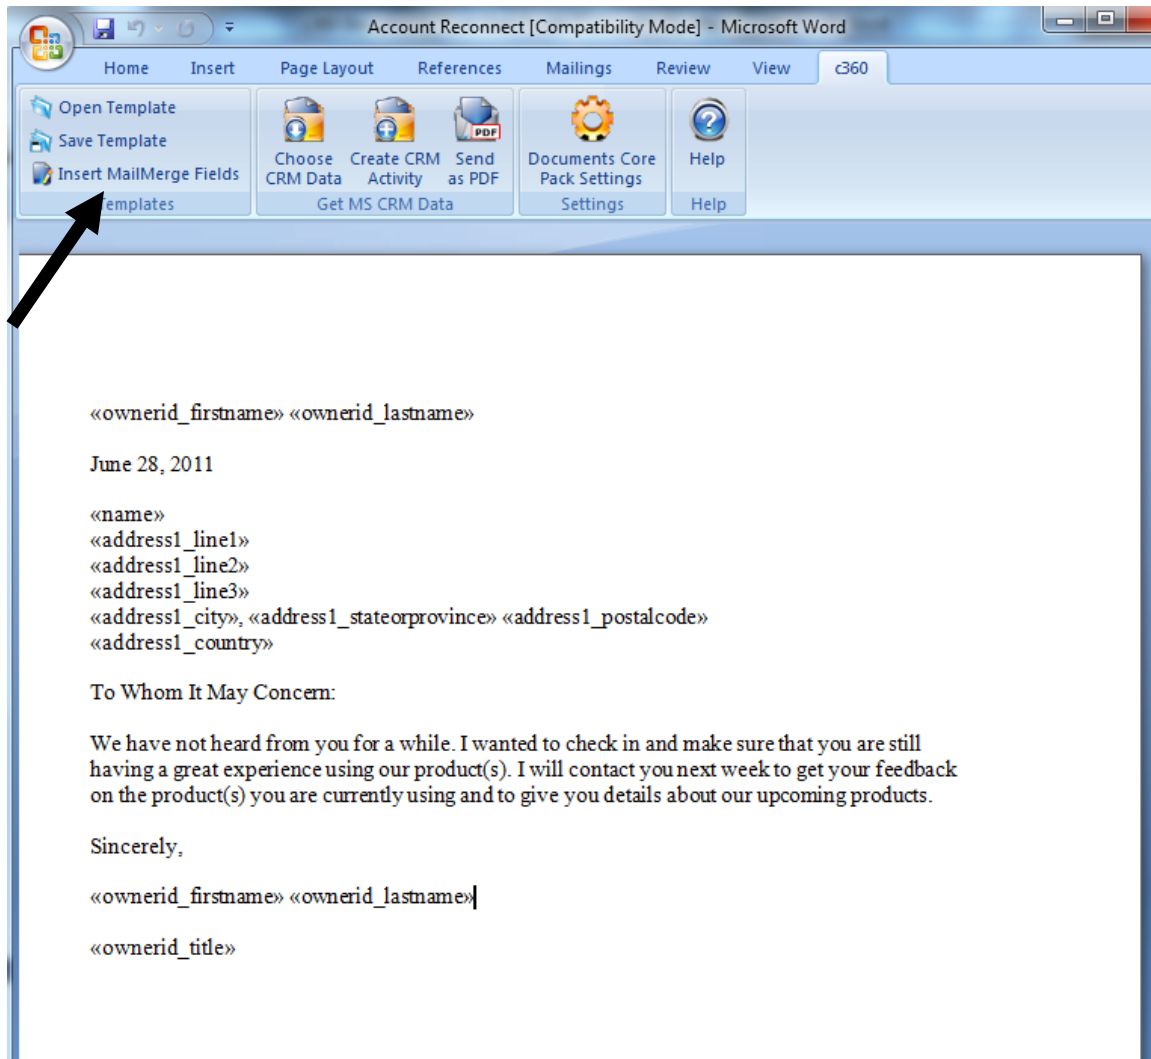 Account Reconnect [Compatibility Mode] - Microsoft Word
Home Insert Page Layout References Mailings Review View c360
Open Template
Save Template
Insert MailMerge Fields
Templates
Choose CRM Data
Create CRM Activity
Send as PDF
PDF
Get MS CRM Data
Documents Core Pack Settings
Settings
Help
Help
«ownerid_firstname» «ownerid_lastname»
June 28, 2011
«name»
«address1_line1»
«address1_line2»
«address1_line3»
«address1_city», «address1_stateorprovince» «address1_postalcode»
«address1_country»
To Whom It May Concern:
We have not heard from you for a while. I wanted to check in and make sure that you are still
having a great experience using our product(s). I will contact you next week to get your feedback
on the product(s) you are currently using and to give you details about our upcoming products.
Sincerely,
«ownerid_firstname» «ownerid_lastname»
«ownerid_title»